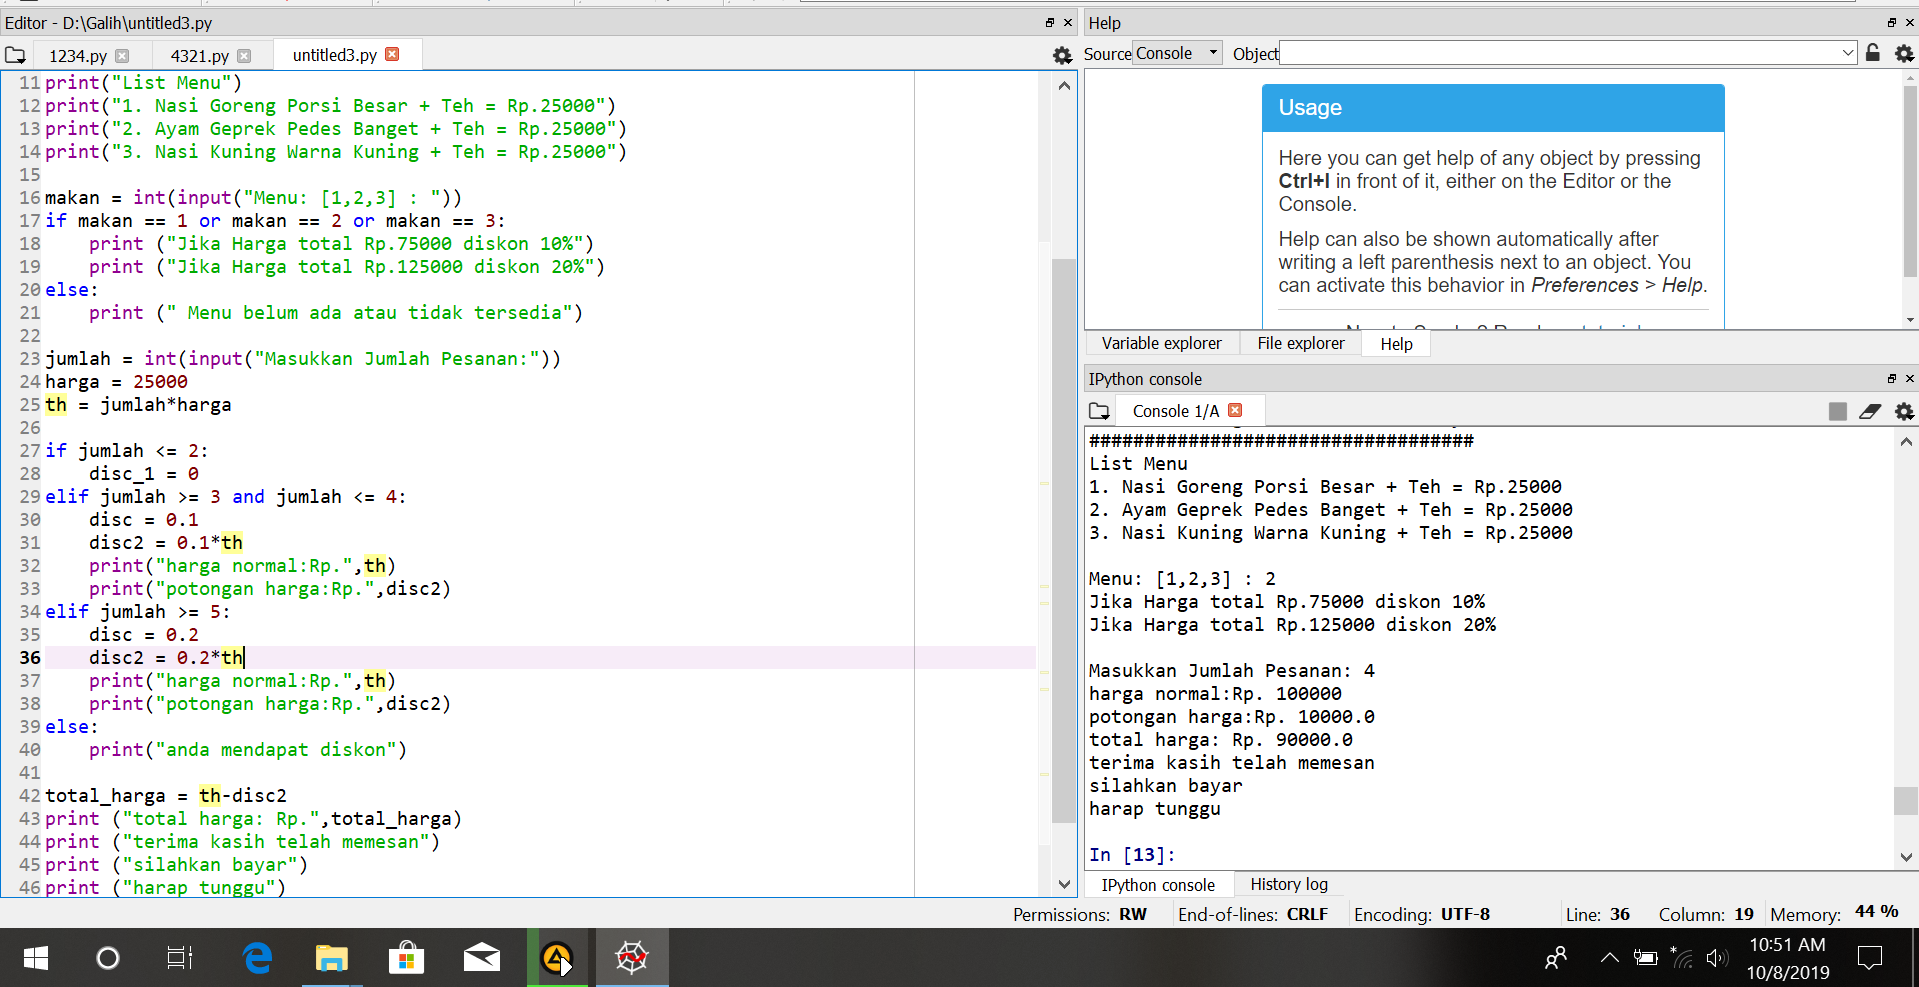 Editor - D:\Galih\untitled3.py
1234.py
4321.py
untitled3.py
11 print("List Menu")
12 print("1. Nasi Goreng Porsi Besar + Teh = Rp.25000")
13 print("2. Ayam Geprek Pedes Banget + Teh = Rp.25000")
14 print("3. Nasi Kuning Warna Kuning + Teh = Rp.25000")
15
16 makan = int(input("Menu: [1,2,3] : "))
17 if makan == 1 or makan == 2 or makan == 3:
18     print ("Jika Harga total Rp.75000 diskon 10%")
19     print ("Jika Harga total Rp.125000 diskon 20%")
20 else:
21     print (" Menu belum ada atau tidak tersedia")
22
23 jumlah = int(input("Masukkan Jumlah Pesanan:"))
24 harga = 25000
25 th = jumlah*harga
26
27 if jumlah <= 2:
28     disc_1 = 0
29 elif jumlah >= 3 and jumlah <= 4:
30     disc = 0.1
31     disc2 = 0.1*th
32     print("harga normal:Rp.",th)
33     print("potongan harga:Rp.",disc2)
34 elif jumlah >= 5:
35     disc = 0.2
36     disc2 = 0.2*th
37     print("harga normal:Rp.",th)
38     print("potongan harga:Rp.",disc2)
39 else:
40     print("anda mendapat diskon")
41
42 total_harga = th-disc2
43 print ("total harga: Rp.",total_harga)
44 print ("terima kasih telah memesan")
45 print ("silahkan bayar")
46 print ("harap tunggu")
Help
Source Console Object
Usage
Here you can get help of any object by pressing
Ctrl+I in front of it, either on the Editor or the
Console.
Help can also be shown automatically after
writing a left parenthesis next to an object. You
can activate this behavior in Preferences > Help.
Variable explorer
File explorer
Help
IPython console
Console 1/A
###################################
List Menu
1. Nasi Goreng Porsi Besar + Teh = Rp.25000
2. Ayam Geprek Pedes Banget + Teh = Rp.25000
3. Nasi Kuning Warna Kuning + Teh = Rp.25000
Menu: [1,2,3] : 2
Jika Harga total Rp.75000 diskon 10%
Jika Harga total Rp.125000 diskon 20%
Masukkan Jumlah Pesanan: 4
harga normal:Rp. 100000
potongan harga:Rp. 10000.0
total harga: Rp. 90000.0
terima kasih telah memesan
silahkan bayar
harap tunggu
In [13]:
IPython console
History log
Permissions: RW End-of-lines: CRLF Encoding: UTF-8 Line: 36 Column: 19 Memory: 44 %
10:51 AM
10/8/2019